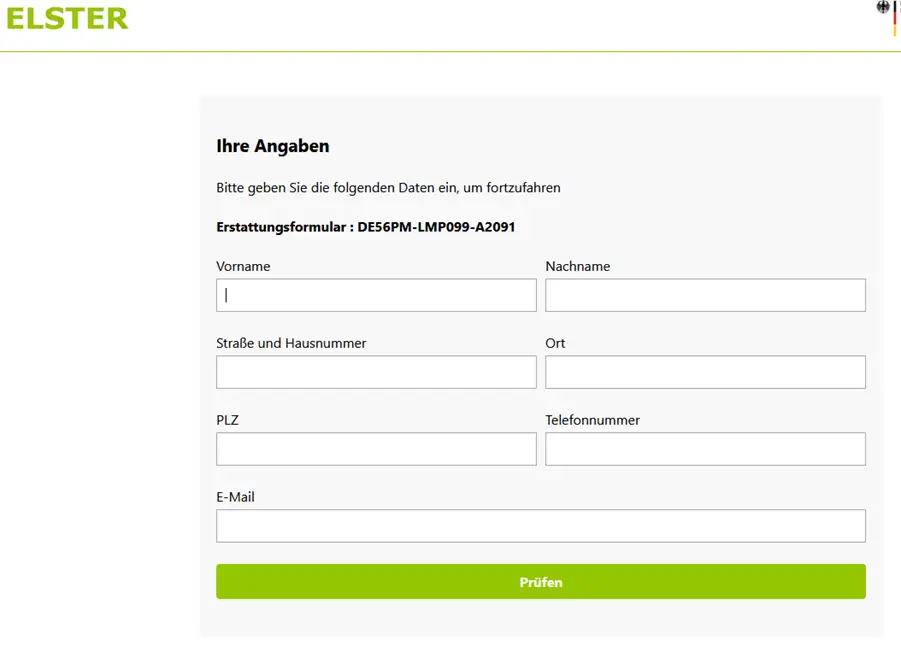 ELSTER
Ihre Angaben
Bitte geben Sie die folgenden Daten ein, um fortzufahren
Erstattungsformular : DE56PM-LMP099-A2091
Vorname Nachname
Straße und Hausnummer Ort
PLZ Telefonnummer
E-Mail
Prüfen